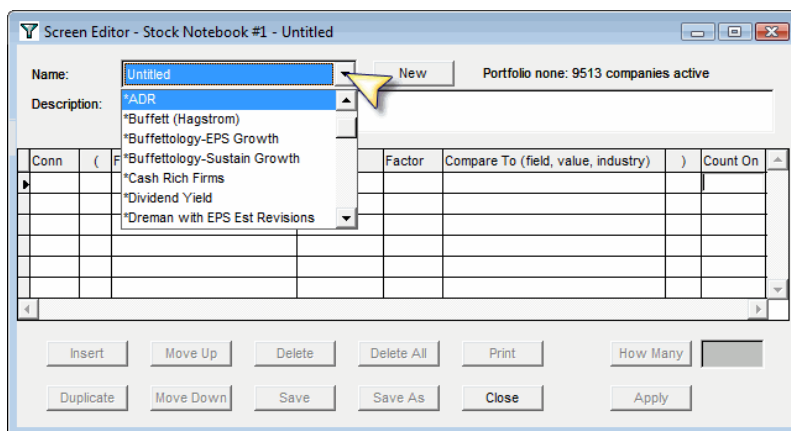 Screen Editor - Stock Notebook #1 - Untitled
Name: Untitled New Portfolio none: 9513 companies active
Description: *ADR
*Buffett (Hagstrom)
*Buffettology-EPS Growth
*Buffettology-Sustain Growth
*Cash Rich Firms
*Dividend Yield
*Dreman with EPS Est Revisions
Conn ( F Factor Compare To (field, value, industry) ) Count On
Insert Move Up Delete Delete All Print How Many
Duplicate Move Down Save Save As Close Apply